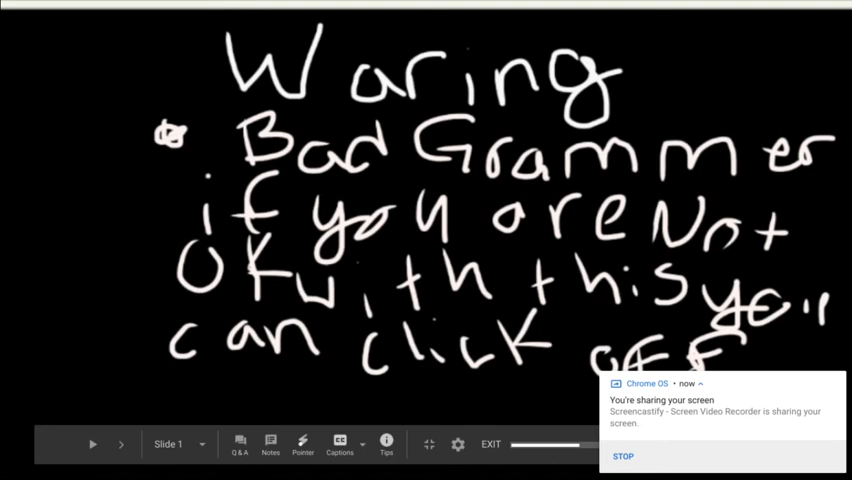 Waring
Bad Grammer
if you are Not
OK with this you
can click off
Chrome OS • now
You're sharing your screen
Screencastify - Screen Video Recorder is sharing your
screen.
STOP
Slide 1
Q & A
Notes
Pointer
CC
Captions
Tips
EXIT